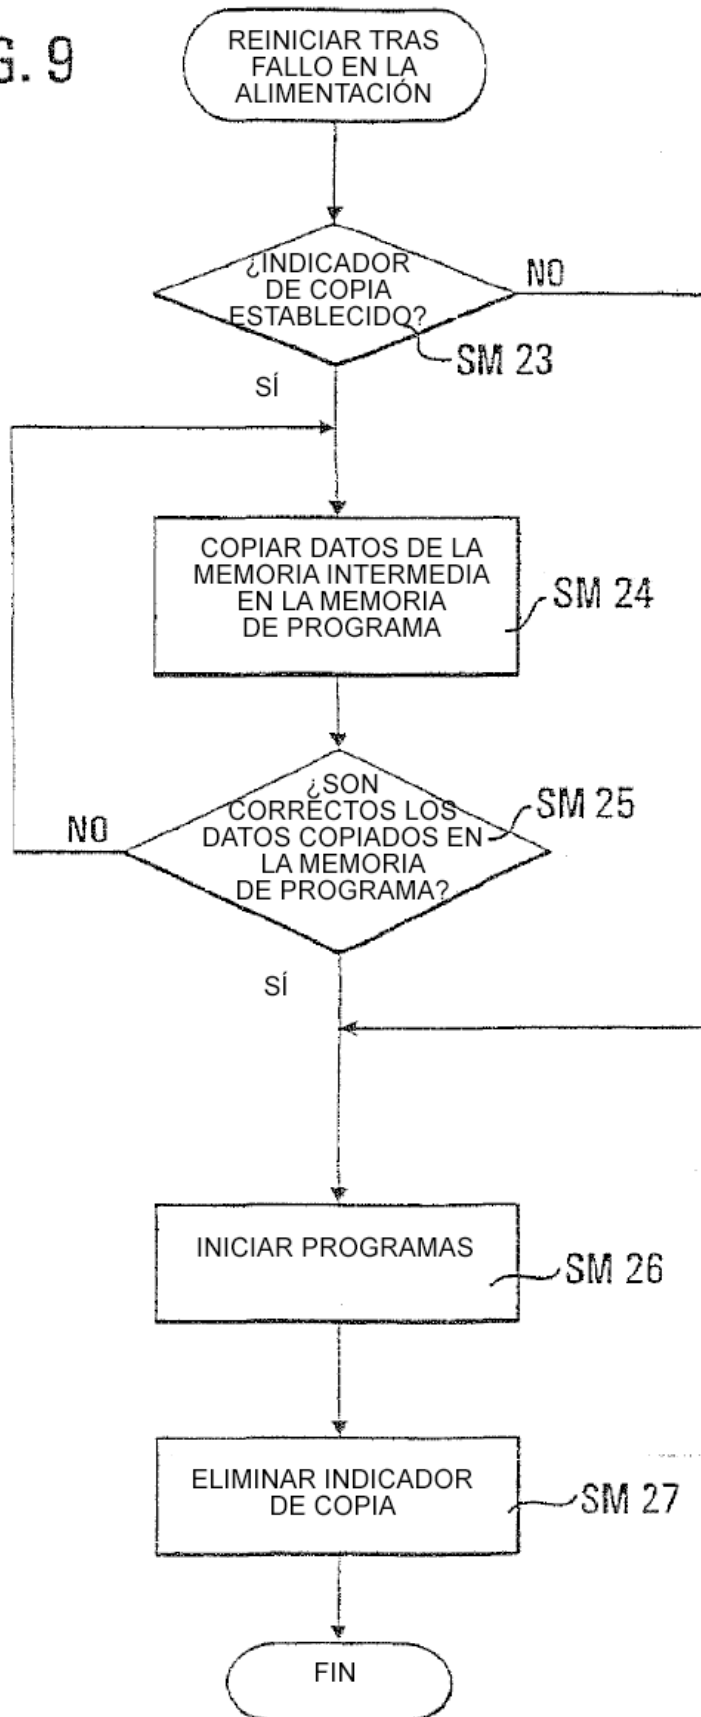 G. 9
REINICIAR TRAS
FALLO EN LA
ALIMENTACIÓN
¿INDICADOR
DE COPIA
ESTABLECIDO?
NO
SM 23
SÍ
COPIAR DATOS DE LA
MEMORIA INTERMEDIA
EN LA MEMORIA
DE PROGRAMA
SM 24
¿SON
CORRECTOS LOS
DATOS COPIADOS EN
LA MEMORIA
DE PROGRAMA?
SM 25
NO
SÍ
INICIAR PROGRAMAS
SM 26
ELIMINAR INDICADOR
DE COPIA
SM 27
FIN